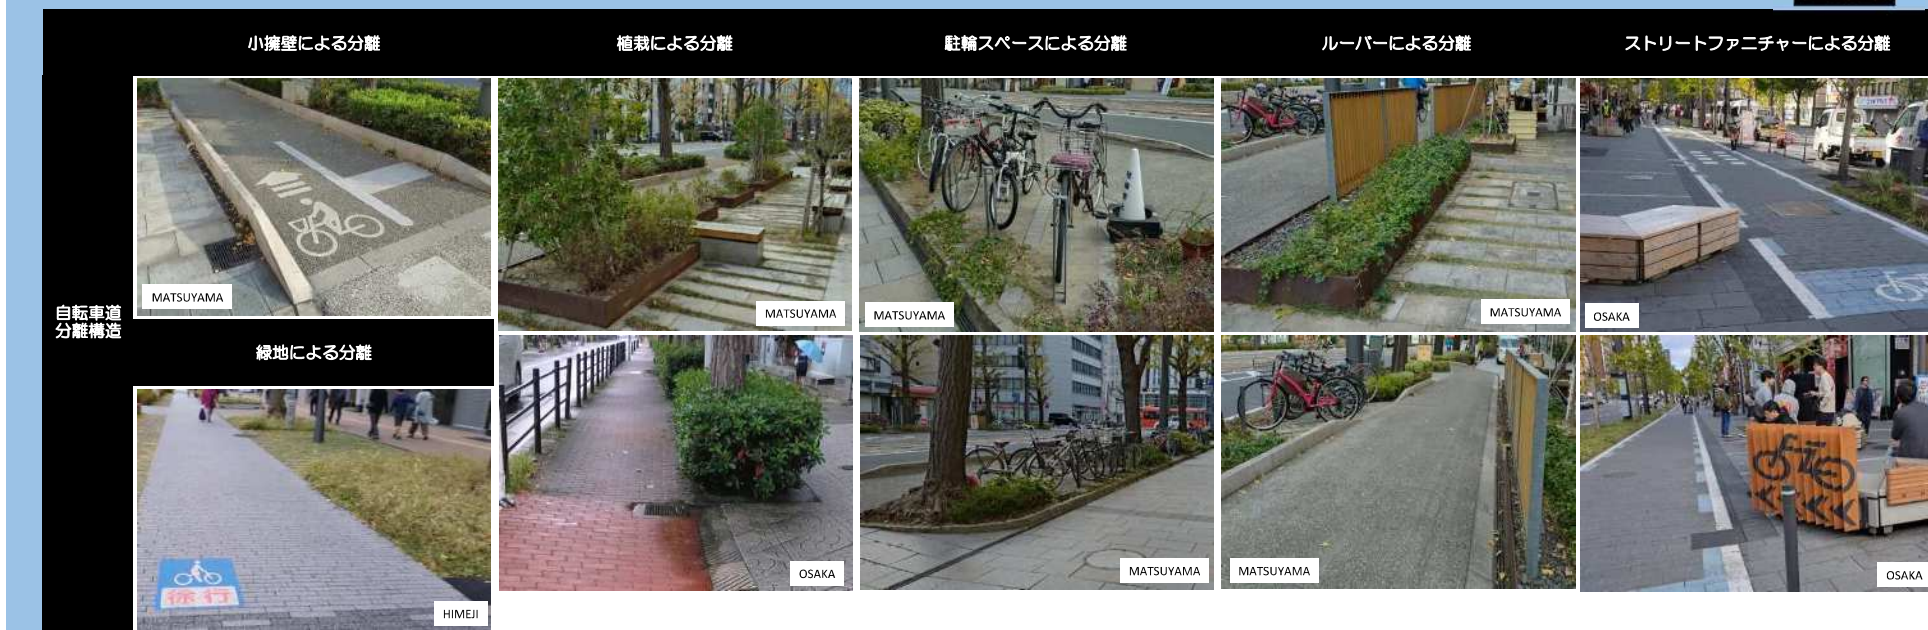 小擁壁による分離
植栽による分離
駐輪スペースによる分離
ルーバーによる分離
ストリートファニチャーによる分離
自転車道
分離構造
MATSUYAMA
MATSUYAMA
MATSUYAMA
MATSUYAMA
OSAKA
緑地による分離
徐行
HIMEJI
OSAKA
MATSUYAMA
MATSUYAMA
OSAKA